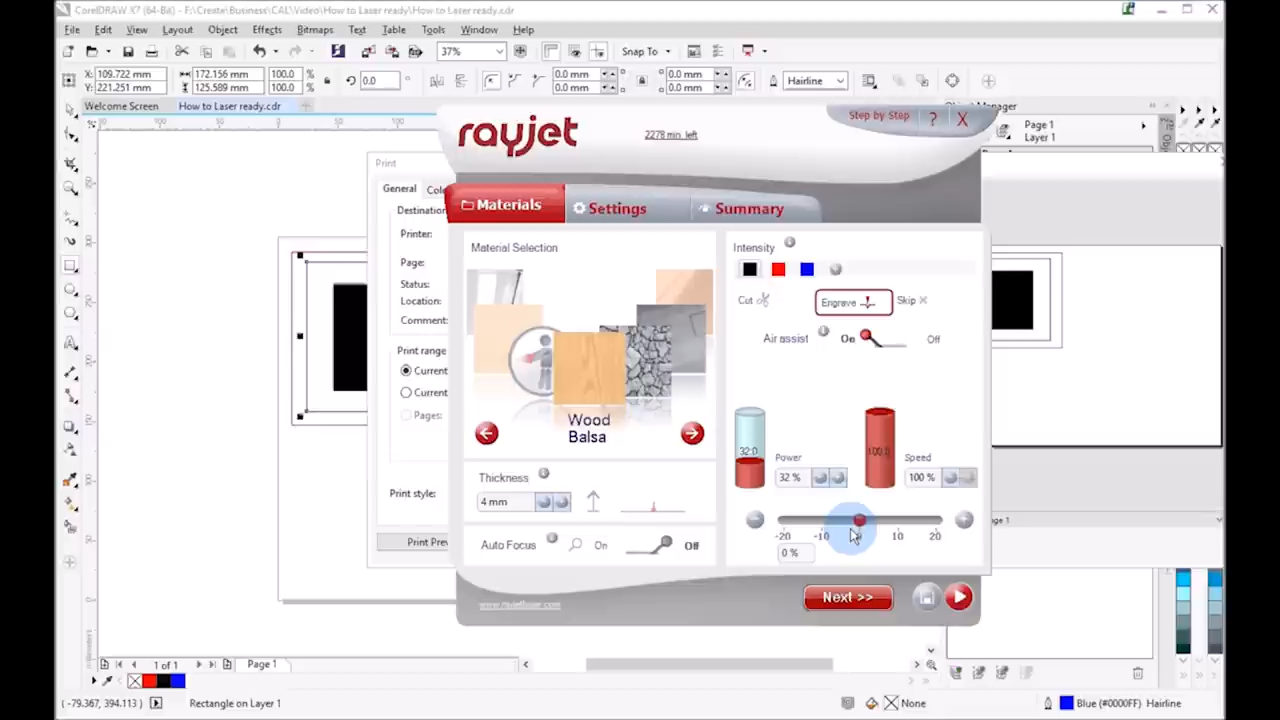 CorelDRAW X7 (64-Bit) - F:\Create\Business\CAL\Video\How to Laser ready\How to Laser ready.cdr
File Edit View Layout Object Effects Bitmaps Text Table Tools Window Help
37% Snap To
X: 109.722 mm 172.156 mm 100.0 % 0.0 0.0 mm 0.0 mm Hairline
Y: 221.251 mm 125.589 mm 100.0 % 0.0 mm 0.0 mm
Welcome Screen How to Laser ready.cdr
Page 1
Layer 1
rayjet
2278 min. left
Step by Step ? X
Print
General
Destination
Printer:
Page:
Status:
Location:
Comment:
Print range
Current
Current
Pages:
Print style:
Materials Settings Summary
Material Selection
Wood
Balsa
Thickness
4 mm
Auto Focus On Off
Intensity
Cut Engrave Skip
Air assist On Off
32.0 Power 32 %
100.0 Speed 100 %
-20 -10 10 20
0 %
Next >>
www.rayjetlaser.com
1 of 1 Page 1
(-79.367, 394.113) Rectangle on Layer 1 None Blue (#0000FF) Hairline